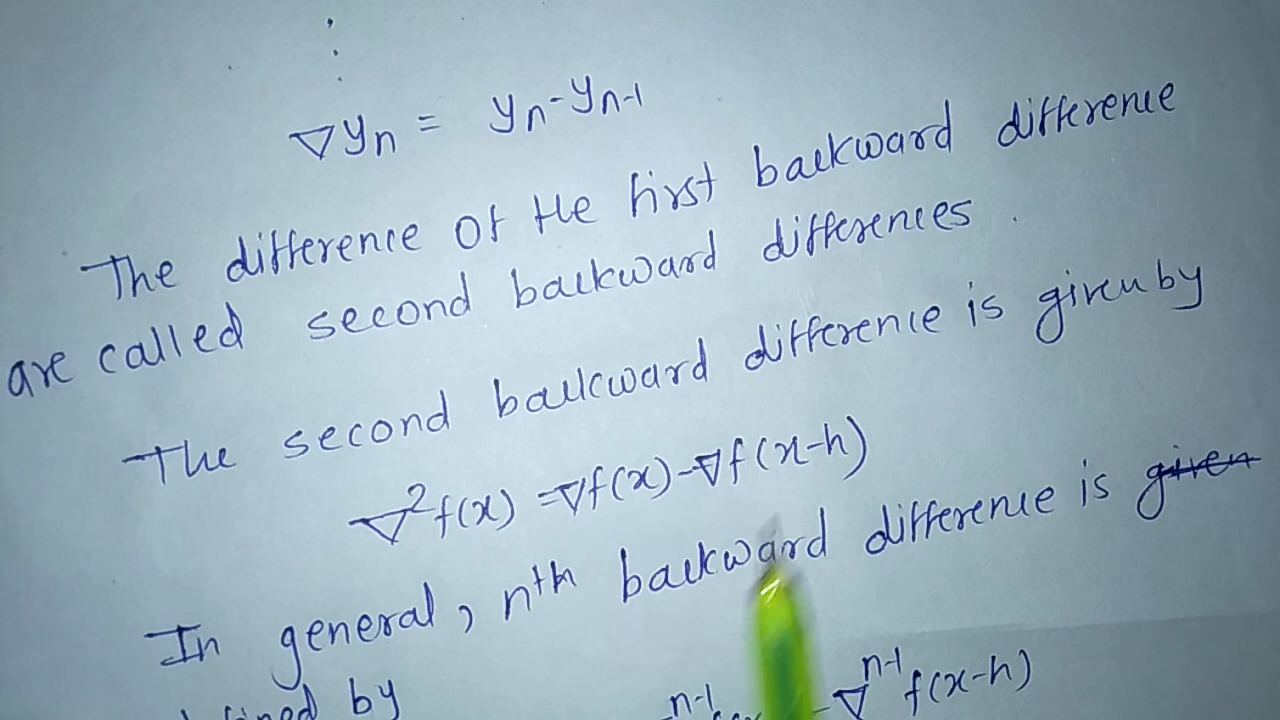 ∇yn = yn-yn-1
The difference of the first backward difference
are called second backward differences.
The second backward difference is given by
∇²f(x) = ∇f(x)-∇f(x-h)
In general, nth backward difference is given
by
n-1 - ∇n-1 f(x-h)